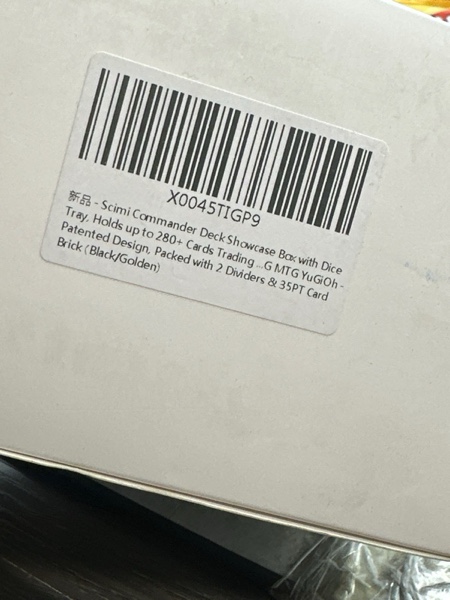 X0045TIGP9
新品 - Scimi Commander Deck Showcase Box with Dice
Tray, Holds up to 280+ Cards Trading ...G MTG YuGiOh -
Patented Design, Packed with 2 Dividers & 35PT Card
Brick (Black/Golden)